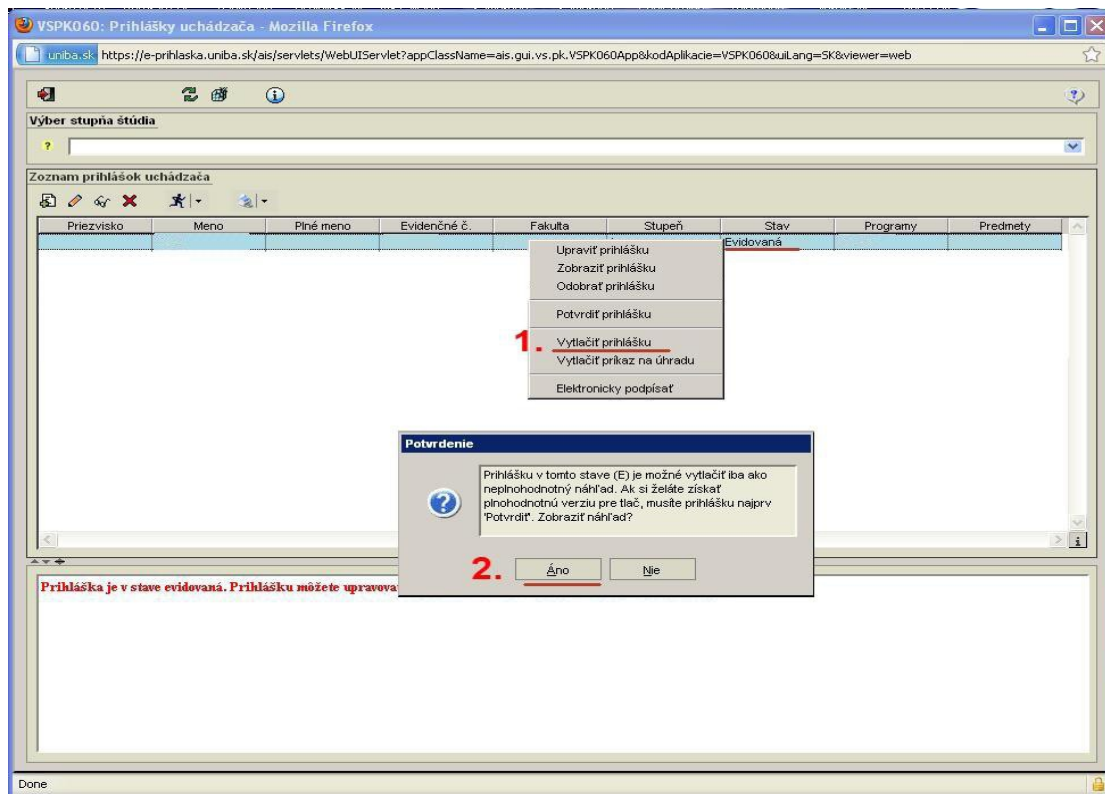 VSPK060: Prihlášky uchádzača - Mozilla Firefox
uniba.sk https://e-prihlaska.uniba.sk/ais/servlets/WebUIServlet?appClassName=ais.gui.vs.pk.VSPK060App&kodAplikacie=VSPK060&uiLang=SK&viewer=web
Výber stupňa štúdia
Zoznam prihlášok uchádzača
Priezvisko Meno Plné meno Evidenčné č. Fakulta Stupeň Stav Programy Predmety
Evidovaná
Upraviť prihlášku
Zobraziť prihlášku
Odobrať prihlášku
Potvrdiť prihlášku
1. Vytlačiť prihlášku
Vytlačiť príkaz na úhradu
Elektronicky podpísať
Potvrdenie
Prihlášku v tomto stave (E) je možné vytlačiť iba ako
neplnohodnotný náhľad. Ak si želáte získať
plnohodnotnú verziu pre tlač, musíte prihlášku najprv
'Potvrdiť'. Zobraziť náhľad?
2. Áno Nie
Prihláška je v stave evidovaná. Prihlášku môžete upravova
Done